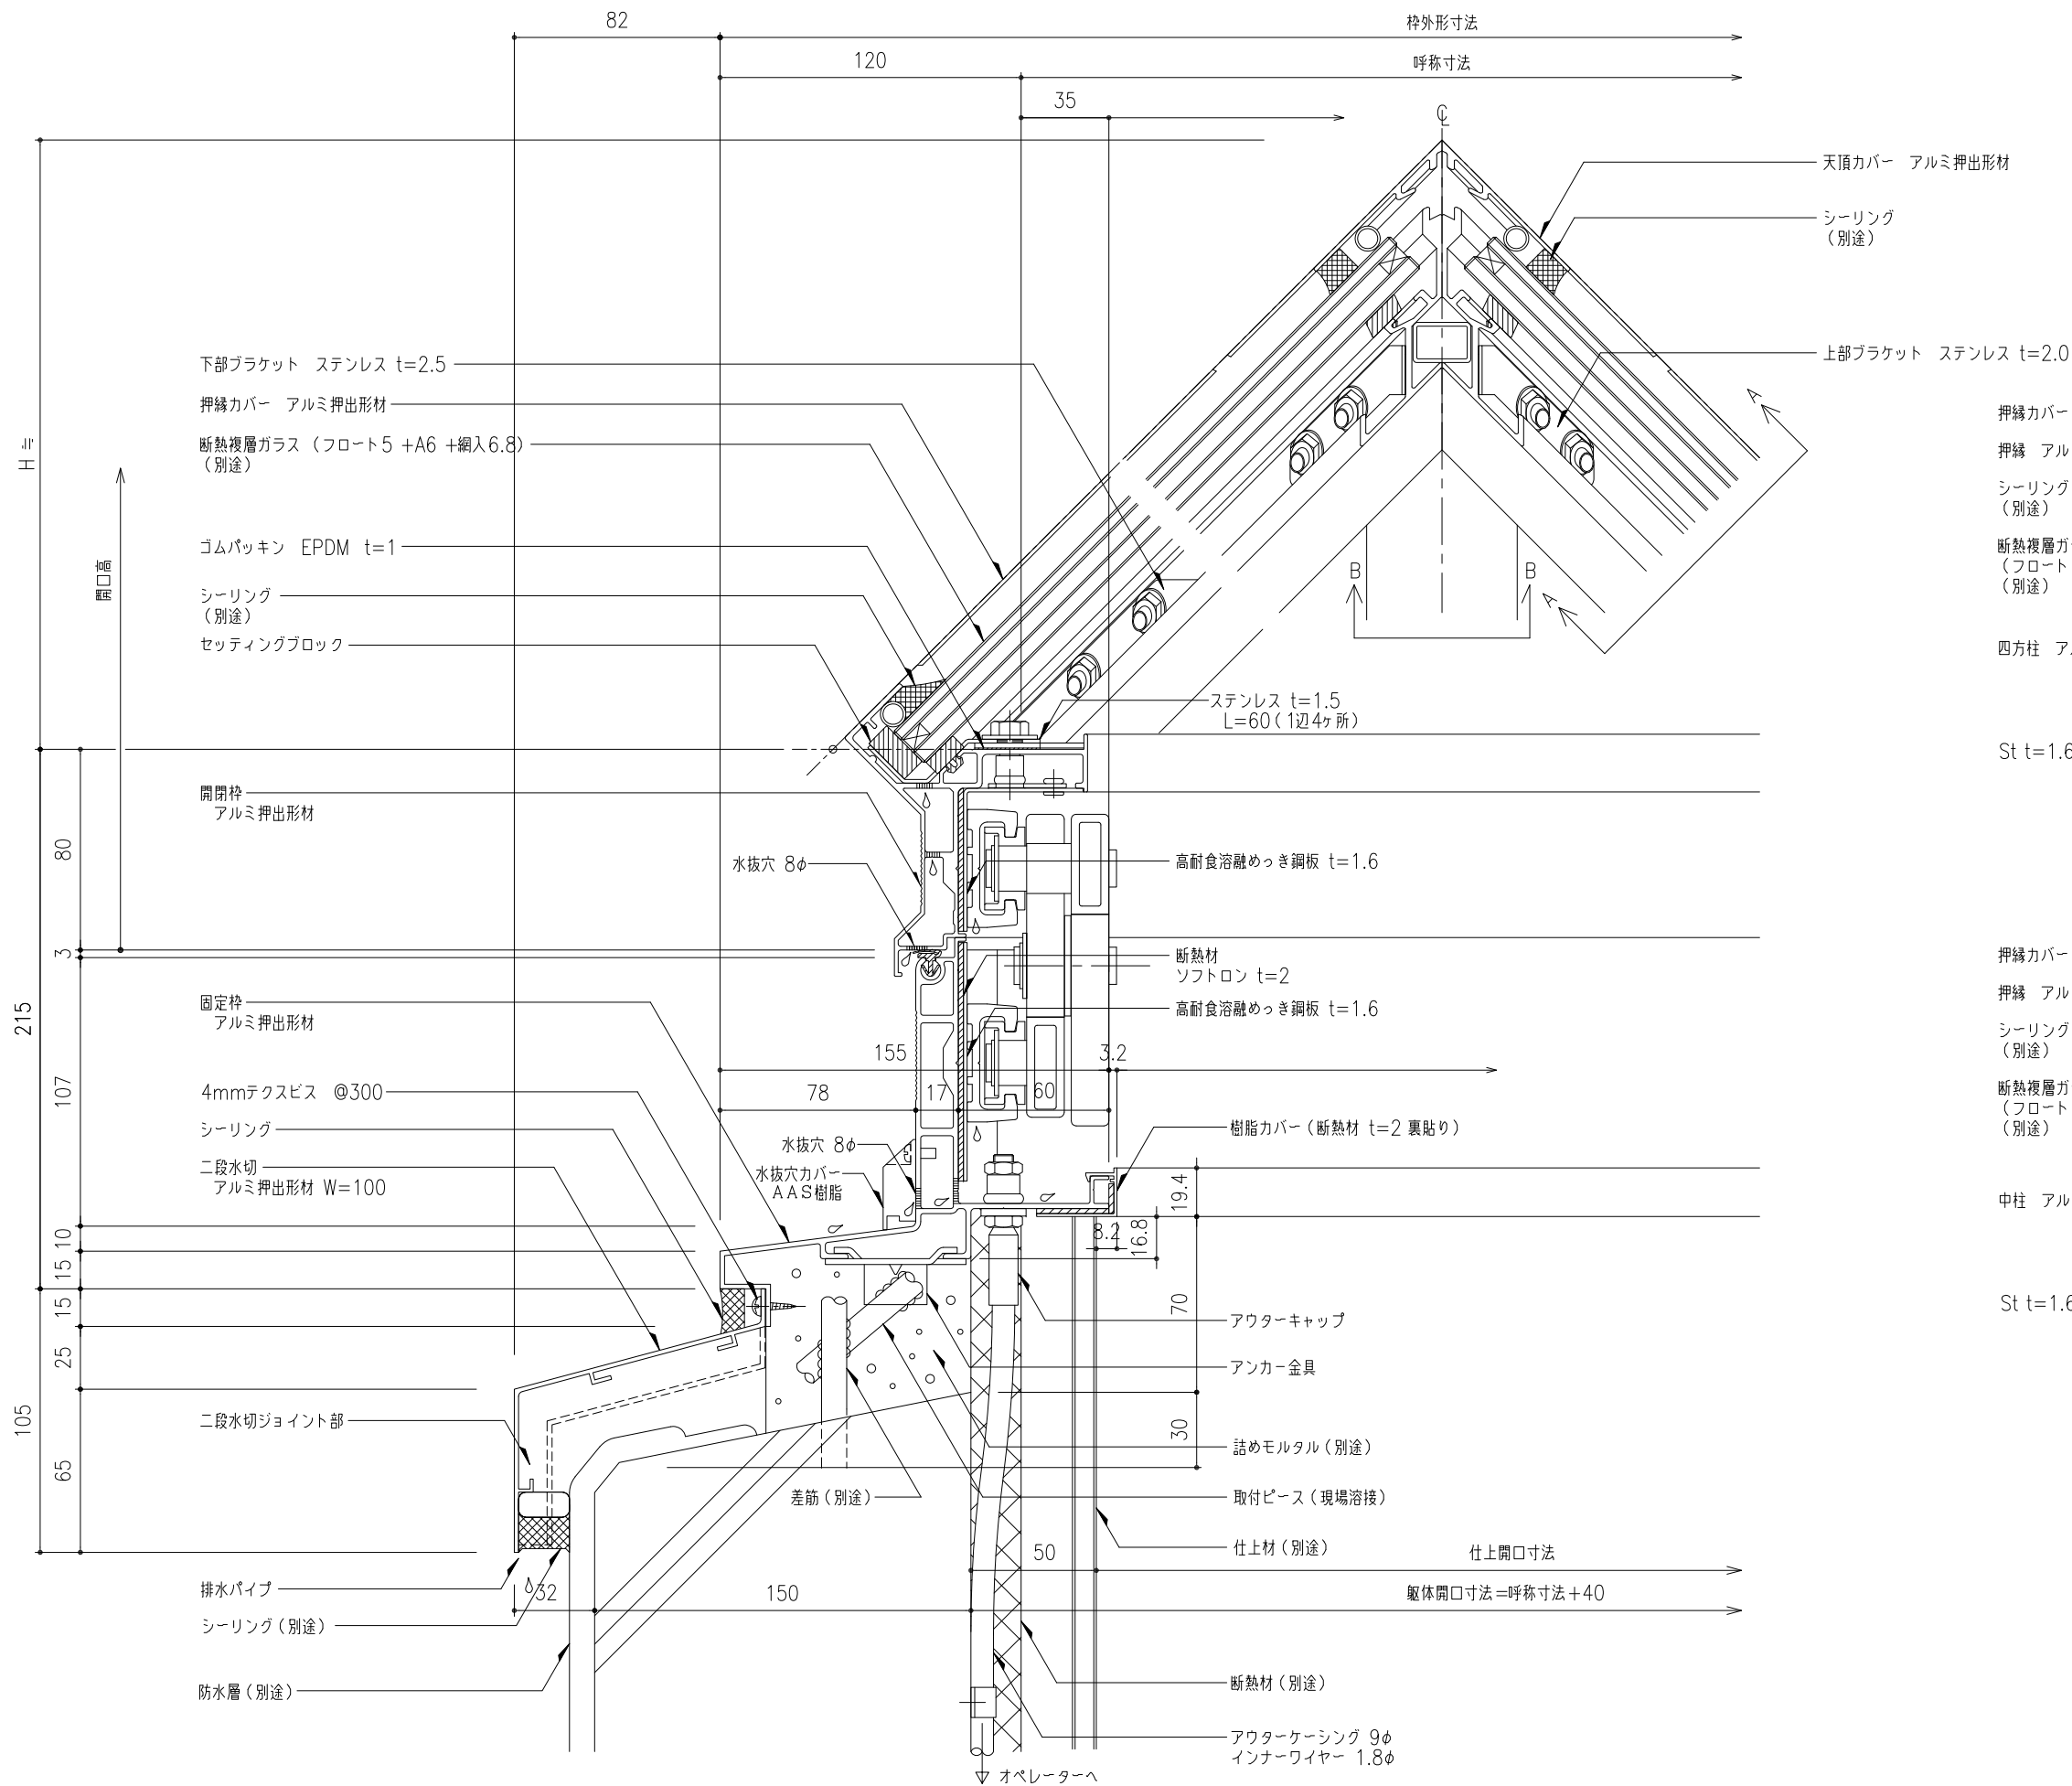 82
枠外形寸法
120
呼称寸法
35
℄
天頂カバー アルミ押出形材
シーリング
(別途)
下部ブラケット ステンレス t=2.5
押縁カバー アルミ押出形材
断熱複層ガラス (フロート5 +A6 +網入6.8)
(別途)
ゴムパッキン EPDM t=1
シーリング
(別途)
セッティングブロック
上部ブラケット ステンレス t=2.0
A
A
B
B
H ≒
開口高
押縁カバー
押縁 アル
シーリング
(別途)
断熱複層ガ
(フロート
(別途)
四方柱 ア
St t=1.6
ステンレス t=1.5
L=60(1辺4ヶ所)
開閉枠
アルミ押出形材
水抜穴 8φ
高耐食溶融めっき鋼板 t=1.6
80
3
断熱材
ソフトロン t=2
高耐食溶融めっき鋼板 t=1.6
固定枠
アルミ押出形材
215
107
155
3.2
78
17
60
4mmテクスビス @300
シーリング
二段水切
アルミ押出形材 W=100
水抜穴 8φ
水抜穴カバー
AAS樹脂
樹脂カバー(断熱材 t=2 裏貼り)
19.4
8.2
16.8
10
15
15
25
105
65
70
30
押縁カバー
押縁 アル
シーリング
(別途)
断熱複層ガ
(フロート
(別途)
中柱 アル
St t=1.6
アウターキャップ
アンカー金具
二段水切ジョイント部
詰めモルタル(別途)
差筋(別途)
取付ピース(現場溶接)
仕上材(別途)
50
仕上開口寸法
排水パイプ
32
150
躯体開口寸法=呼称寸法+40
シーリング(別途)
防水層(別途)
断熱材(別途)
アウターケーシング 9φ
インナーワイヤー 1.8φ
オペレーターへ